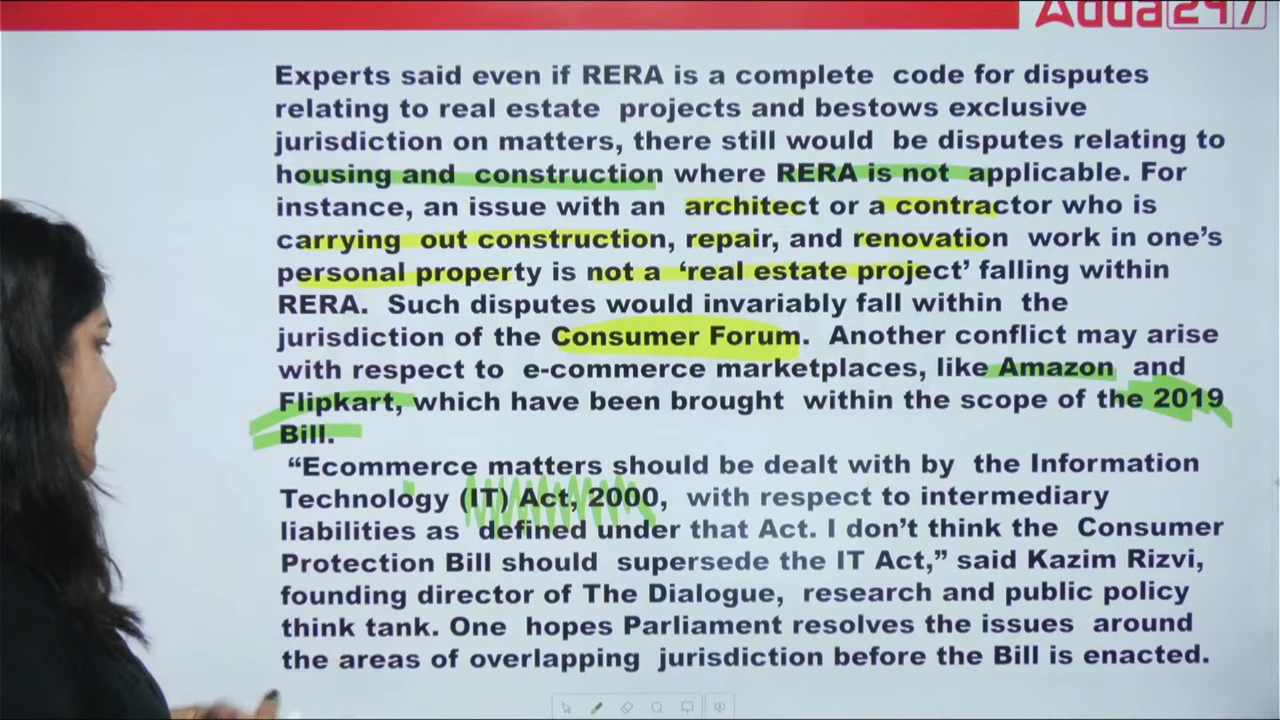 Adda 247
Experts said even if RERA is a complete code for disputes
relating to real estate projects and bestows exclusive
jurisdiction on matters, there still would be disputes relating to
housing and construction where RERA is not applicable. For
instance, an issue with an architect or a contractor who is
carrying out construction, repair, and renovation work in one’s
personal property is not a ‘real estate project’ falling within
RERA. Such disputes would invariably fall within the
jurisdiction of the Consumer Forum. Another conflict may arise
with respect to e-commerce marketplaces, like Amazon and
Flipkart, which have been brought within the scope of the 2019
Bill.
“Ecommerce matters should be dealt with by the Information
Technology (IT) Act, 2000, with respect to intermediary
liabilities as defined under that Act. I don’t think the Consumer
Protection Bill should supersede the IT Act,” said Kazim Rizvi,
founding director of The Dialogue, research and public policy
think tank. One hopes Parliament resolves the issues around
the areas of overlapping jurisdiction before the Bill is enacted.